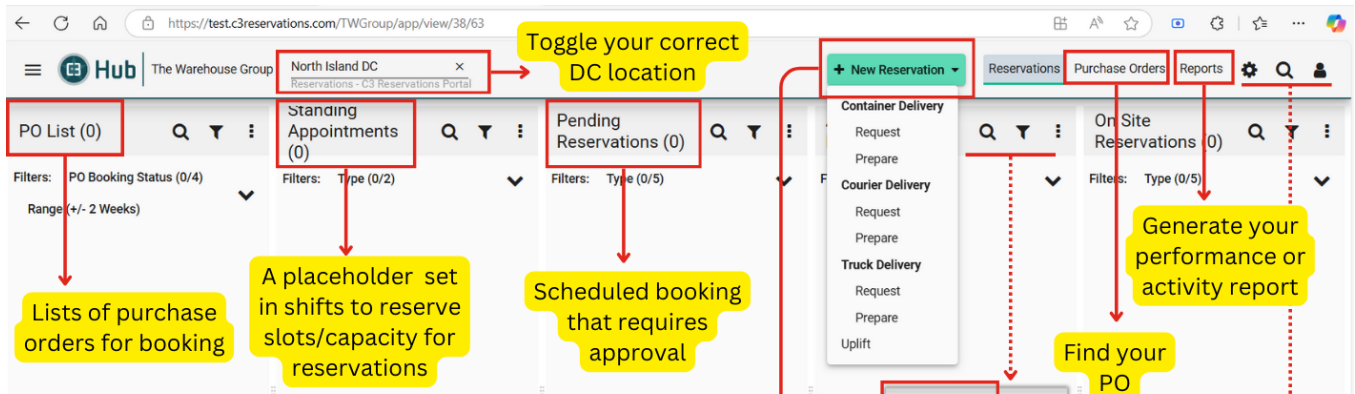 https://test.c3reservations.com/TWGroup/app/view/38/63
Hub
The Warehouse Group
North Island DC ×
Reservations - C3 Reservations Portal
Toggle your correct
DC location
+ New Reservation
Reservations
Purchase Orders
Reports
PO List (0)
Standing
Appointments
(0)
Pending
Reservations (0)
On Site
Reservations (0)
Filters: PO Booking Status (0/4)
Range (+/- 2 Weeks)
Filters: Type (0/2)
Filters: Type (0/5)
Filters: Type (0/5)
Container Delivery
Request
Prepare
Courier Delivery
Request
Prepare
Truck Delivery
Request
Prepare
Uplift
Lists of purchase
orders for booking
A placeholder set
in shifts to reserve
slots/capacity for
reservations
Scheduled booking
that requires
approval
Generate your
performance or
activity report
Find your
PO